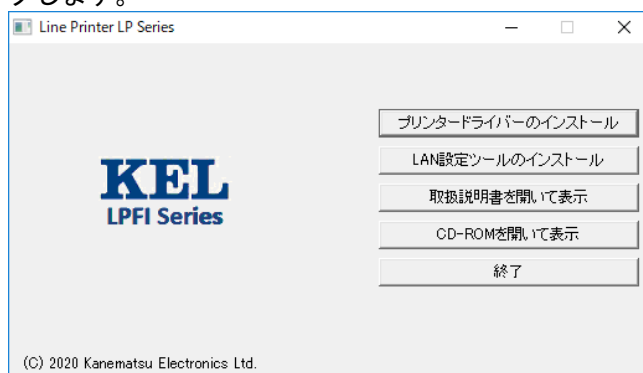 クします。
Line Printer LP Series
プリンタードライバーのインストール
LAN設定ツールのインストール
取扱説明書を開いて表示
CD-ROMを開いて表示
終了
KEL
LPFI Series
(C) 2020 Kanematsu Electronics Ltd.